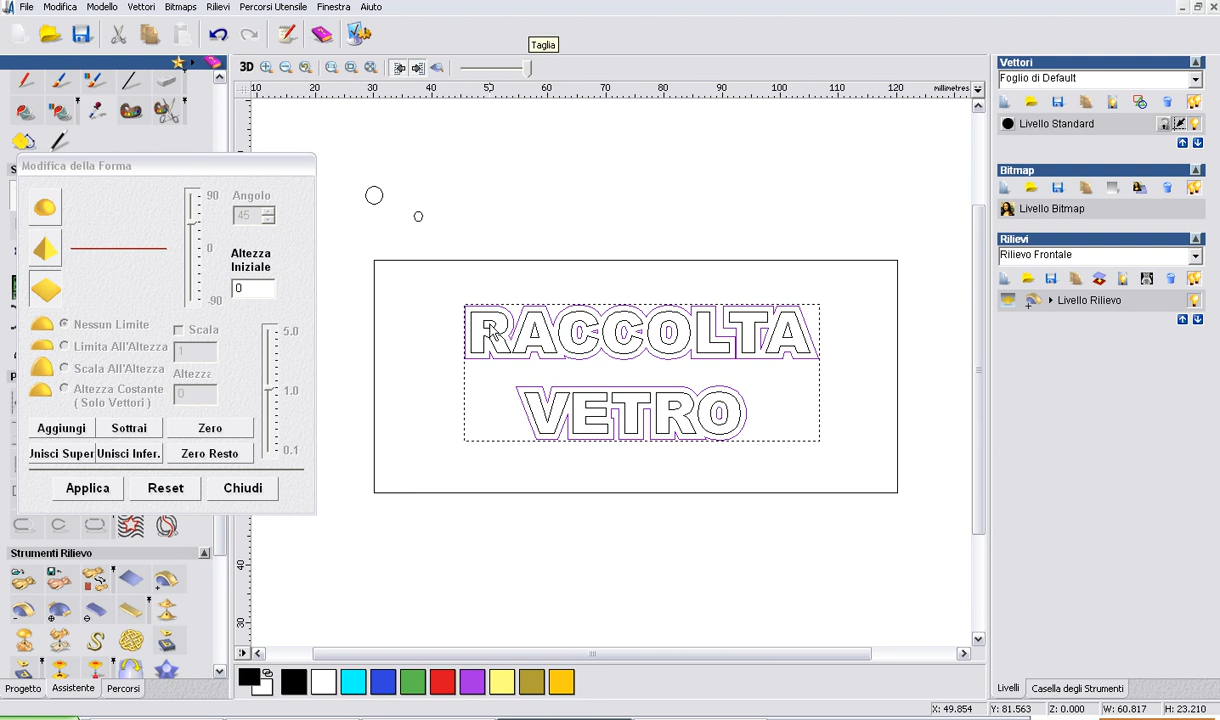 File Modifica Modello Vettori Bitmaps Rilievi Percorsi Utensile Finestra Aiuto
Taglia
3D
10 20 30 40 50 60 70 80 90 100 110 120 millimetres
Modifica della Forma
90
0
-90
Angolo
45
Altezza
Iniziale
0
Nessun Limite
Limita All'Altezza
Scala All'Altezza
Altezza Costante
( Solo Vettori )
Scala
1
Altezza
0
5.0
1.0
0.1
Aggiungi Sottrai Zero
Unisci Super Unisci Infer. Zero Resto
Applica Reset Chiudi
Strumenti Rilievo
Progetto Assistente Percorsi
RACCOLTA
VETRO
40
30
Vettori
Foglio di Default
Livello Standard
Bitmap
Livello Bitmap
Rilievi
Rilievo Frontale
Livello Rilievo
Livelli Casella degli Strumenti
X: 49.854 Y: 81.563 Z: 0.000 W: 60.817 H: 23.210